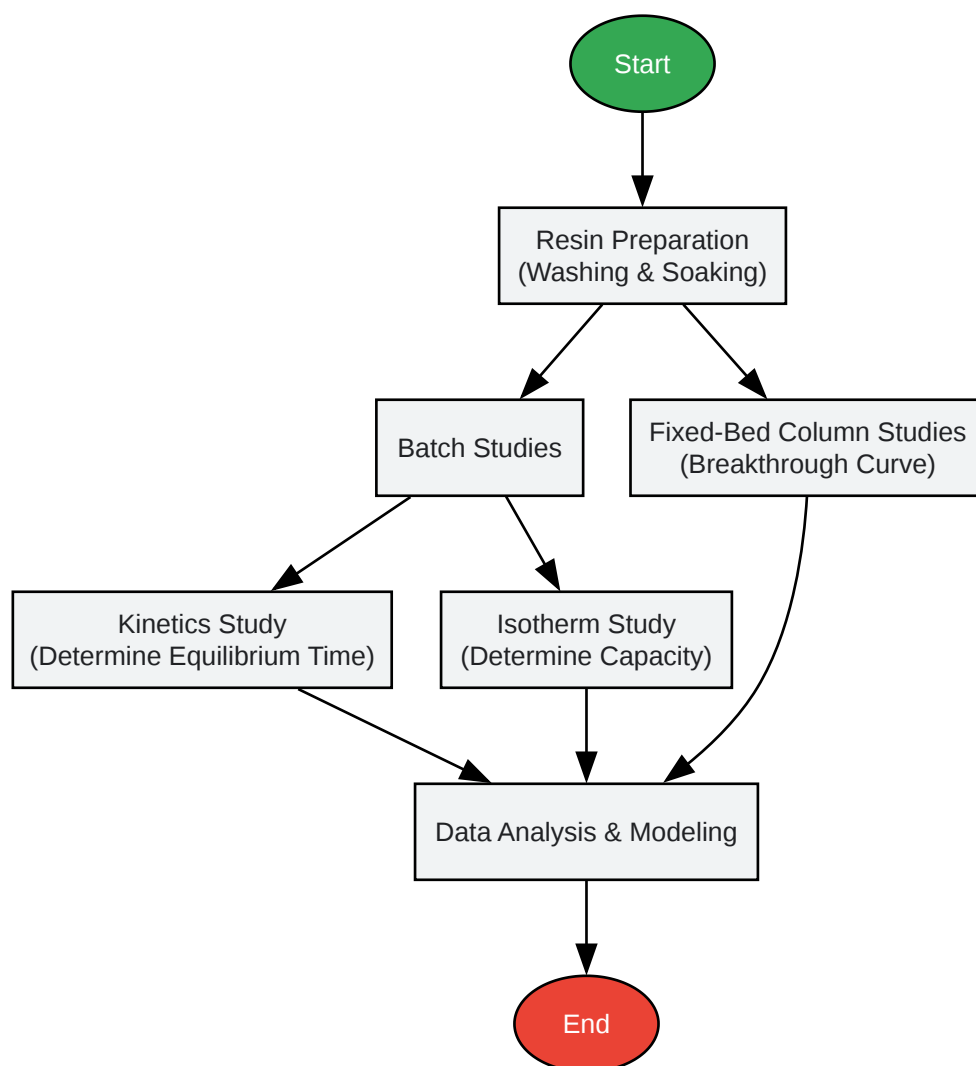 Start
Resin Preparation
(Washing & Soaking)
Batch Studies
Fixed-Bed Column Studies
(Breakthrough Curve)
Kinetics Study
(Determine Equilibrium Time)
Isotherm Study
(Determine Capacity)
Data Analysis & Modeling
End